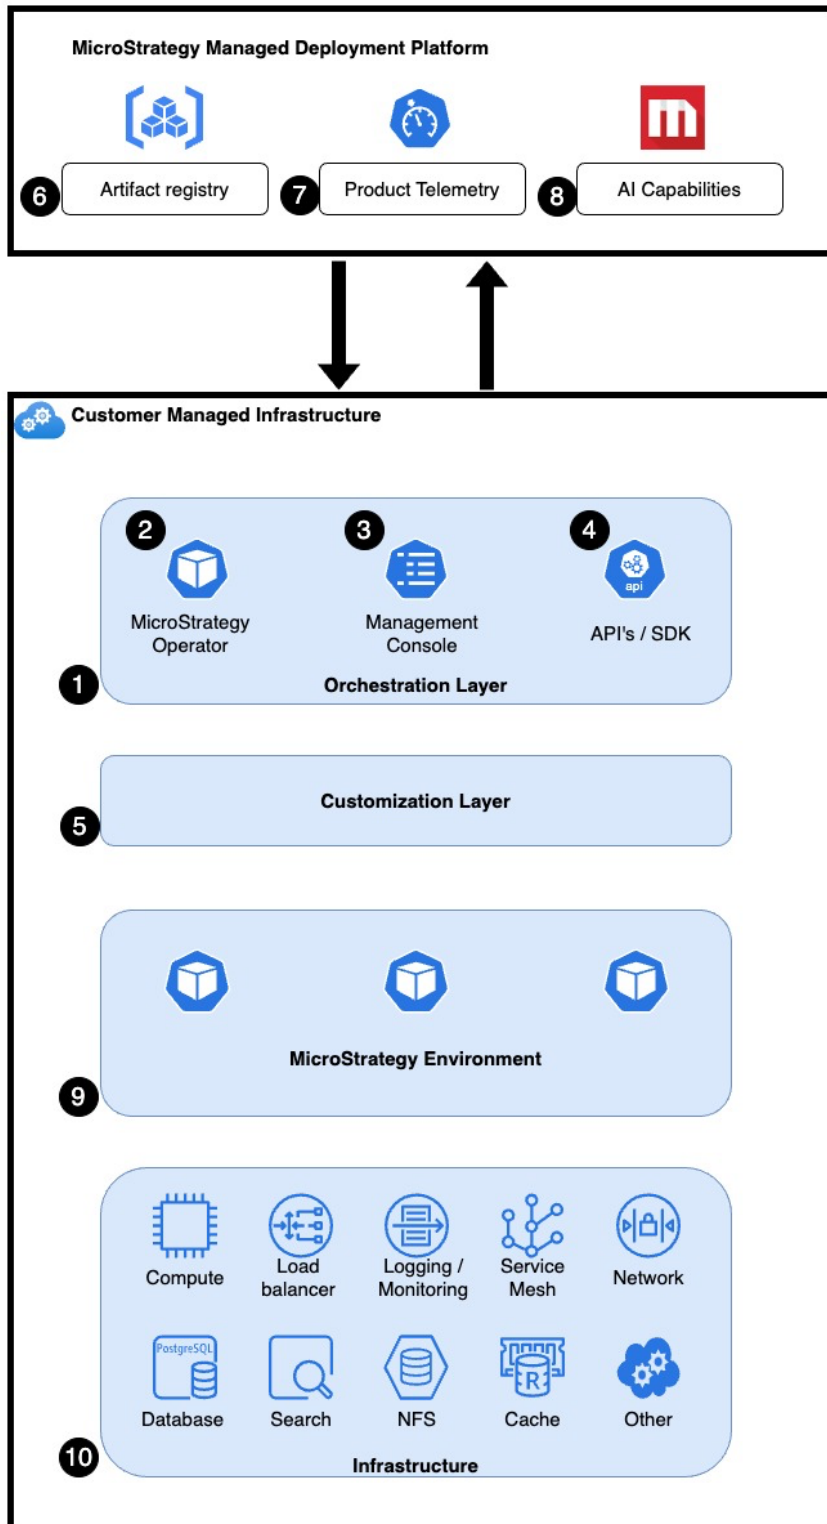 MicroStrategy Managed Deployment Platform
6 Artifact registry
7 Product Telemetry
8 AI Capabilities
Customer Managed Infrastructure
2
3
4
api
MicroStrategy
Operator
Management
Console
API's / SDK
1
Orchestration Layer
Customization Layer
5
MicroStrategy Environment
9
Compute
Load
balancer
Logging /
Monitoring
Service
Mesh
Network
PostgreSQL
R
Database
Search
NFS
Cache
Other
10
Infrastructure